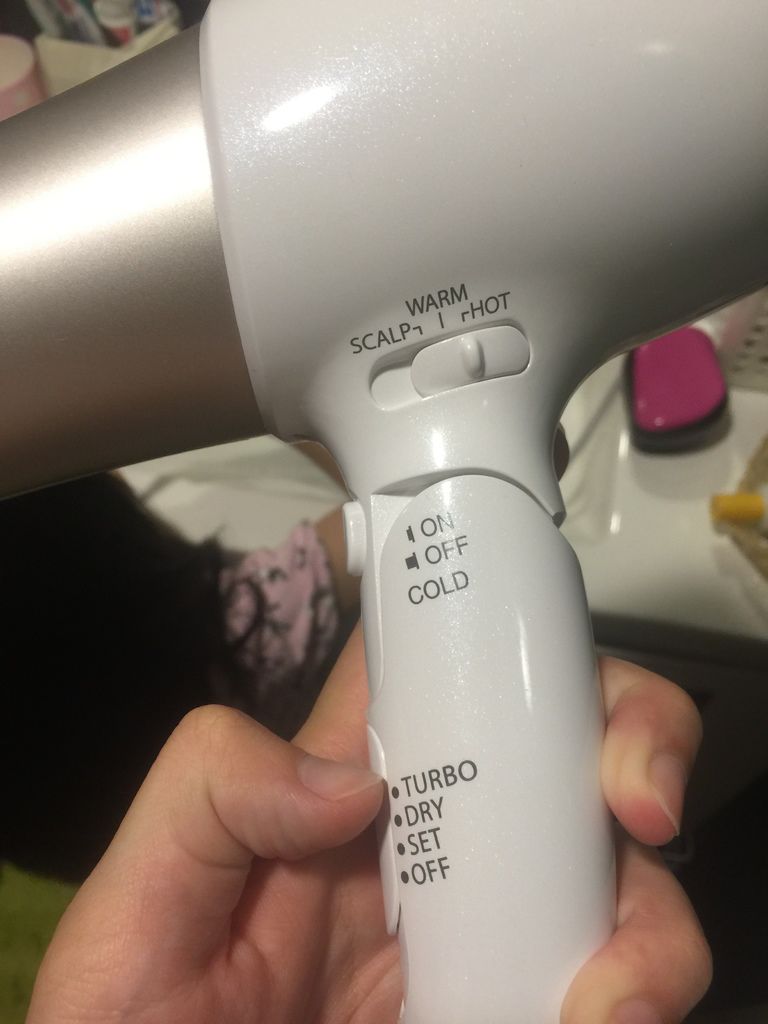 WARM
SCALP HOT
ON
OFF
COLD
TURBO
DRY
SET
OFF